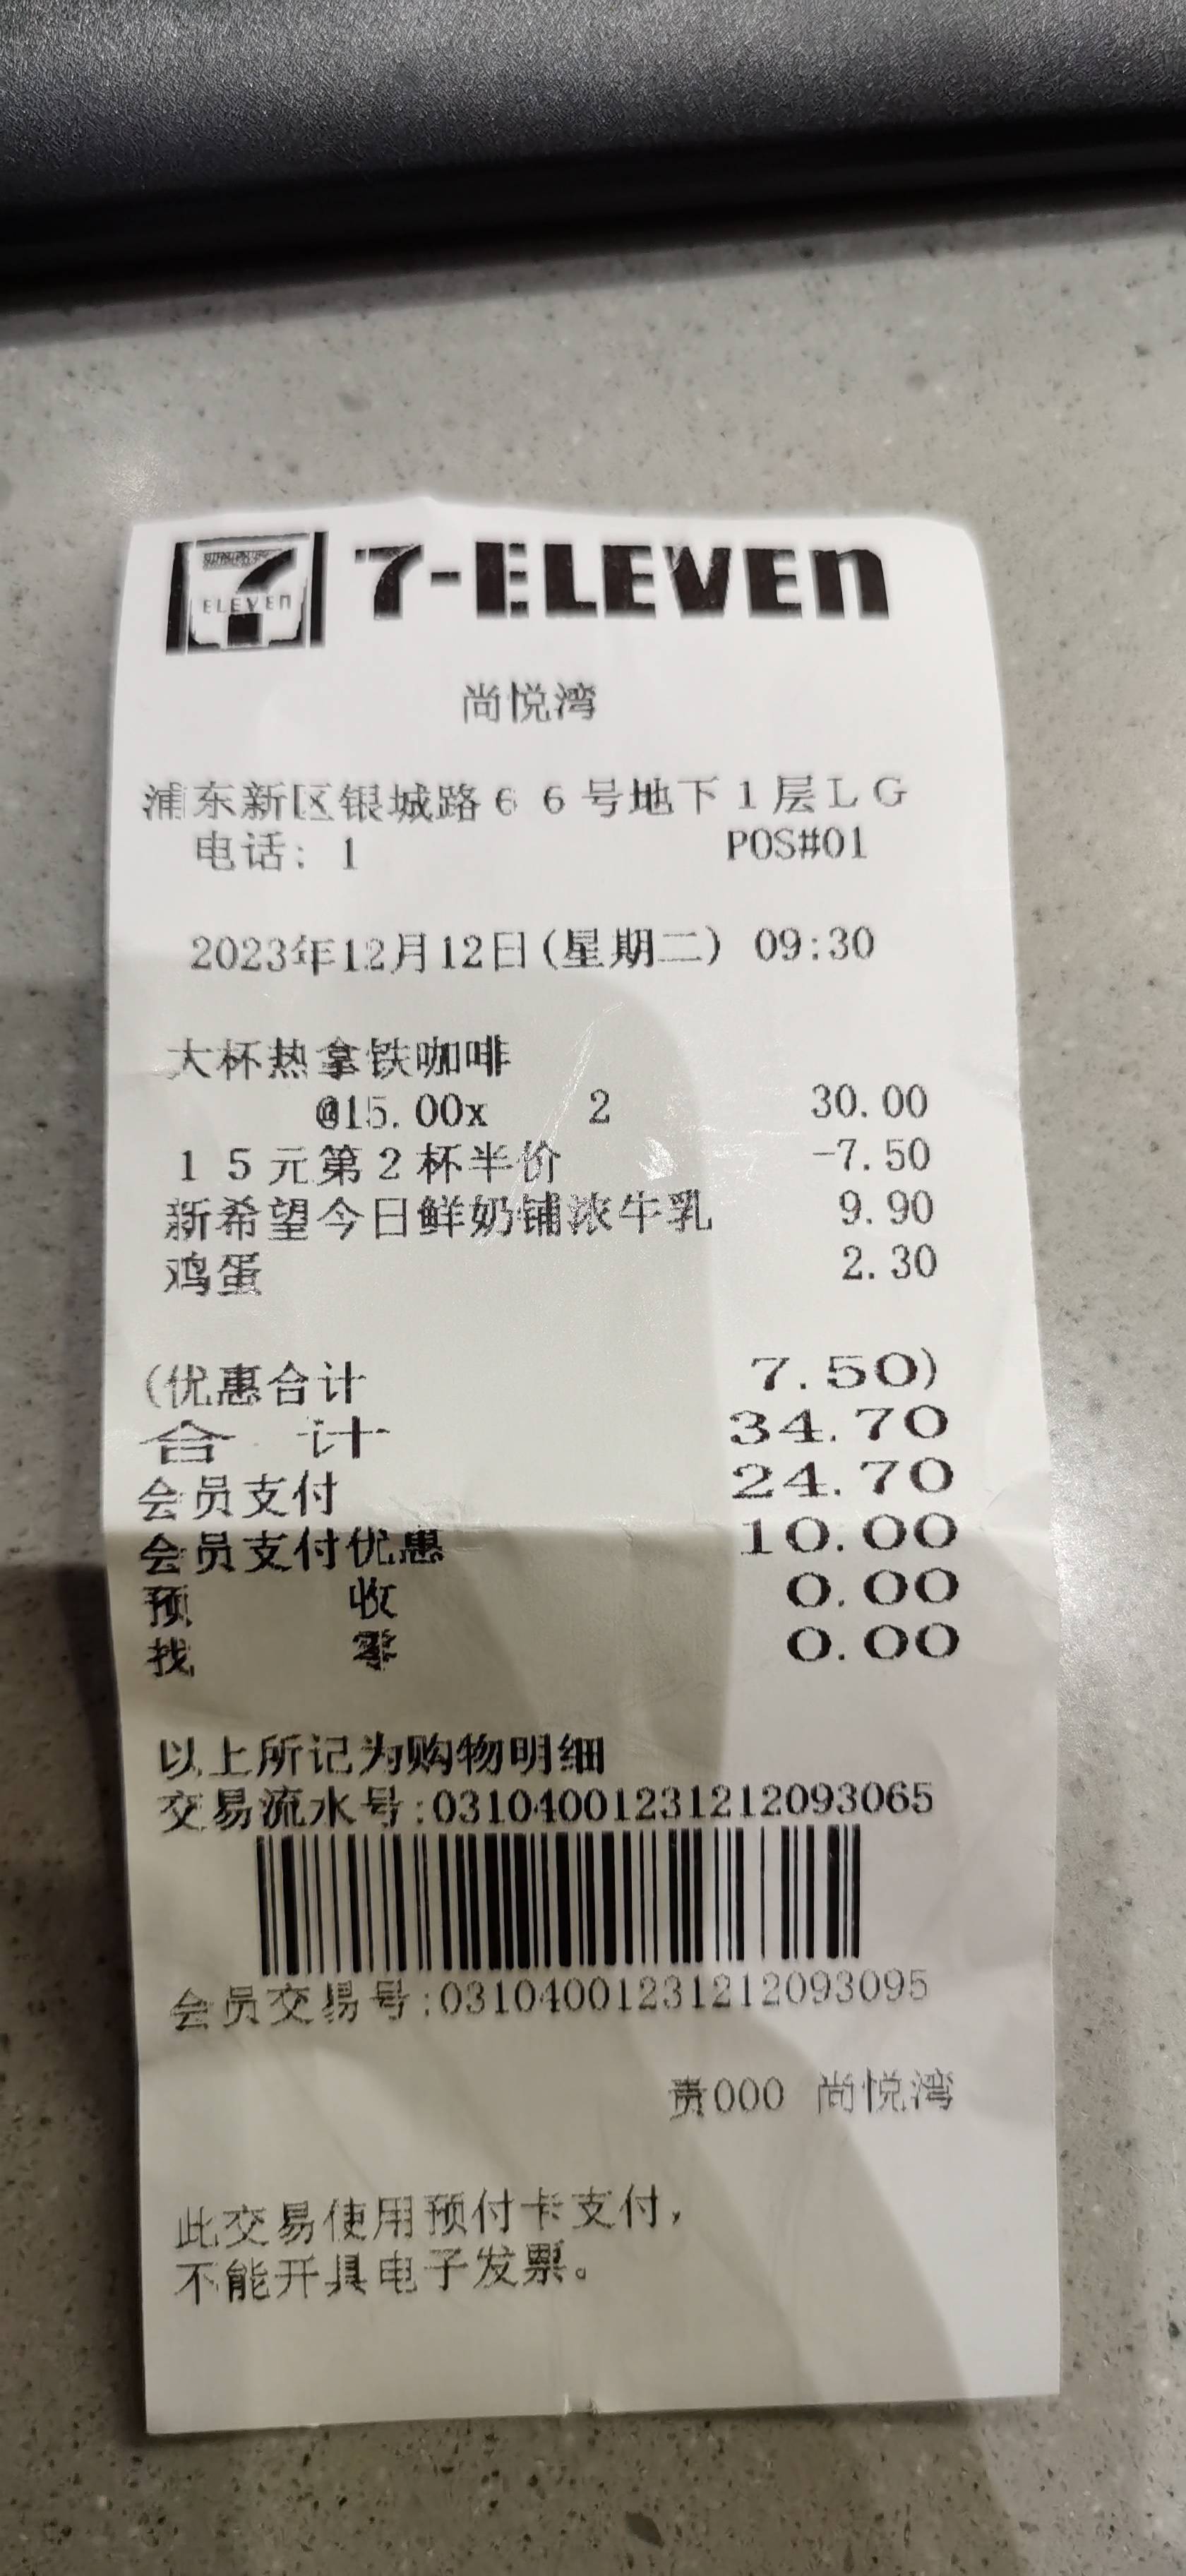 ELEVEN 7-ELEVEn
尚悦湾
浦东新区银城路66号地下1层LG
电话: 1 POS#01
2023年12月12日(星期二) 09:30
大杯热拿铁咖啡
@15.00x 2 30.00
15元第2杯半价 -7.50
新希望今日鲜奶铺浓牛乳 9.90
鸡蛋 2.30
(优惠合计 7.50)
合 计 34.70
会员支付 24.70
会员支付优惠 10.00
预 收 0.00
找 零 0.00
以上所记为购物明细
交易流水号:031040012312120930​65
会员交易号:03104001231212093095
责000 尚悦湾
此交易使用预付卡支付,
不能开具电子发票。